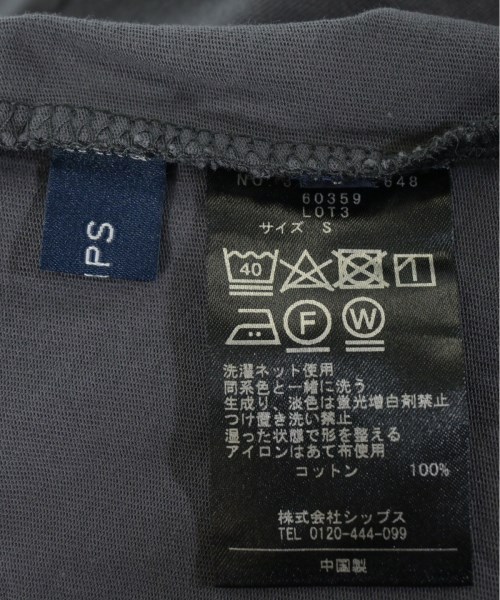 60359
LOT3
サイズ S
40
F W
洗濯ネット使用
同系色と一緒に洗う
生成り、淡色は蛍光増白剤禁止
つけ置き洗い禁止
湿った状態で形を整える
アイロンはあて布使用
コットン 100%
株式会社シップス
TEL 0120-444-099
中国製
IPS